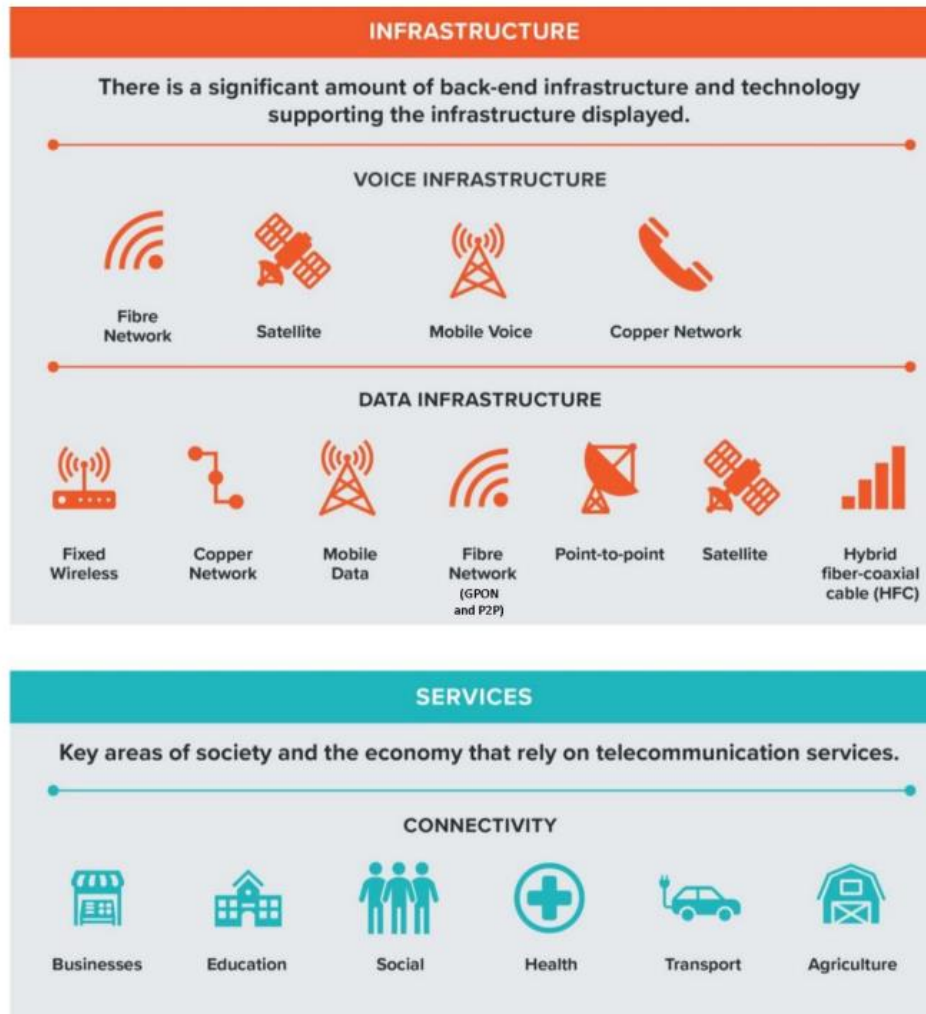 INFRASTRUCTURE
There is a significant amount of back-end infrastructure and technology
supporting the infrastructure displayed.
VOICE INFRASTRUCTURE
Fibre
Network
Satellite
Mobile Voice
Copper Network
DATA INFRASTRUCTURE
Fixed
Wireless
Copper
Network
Mobile
Data
Fibre
Network
(GPON
and P2P)
Point-to-point
Satellite
Hybrid
fiber-coaxial
cable (HFC)
SERVICES
Key areas of society and the economy that rely on telecommunication services.
CONNECTIVITY
Businesses
Education
Social
Health
Transport
Agriculture